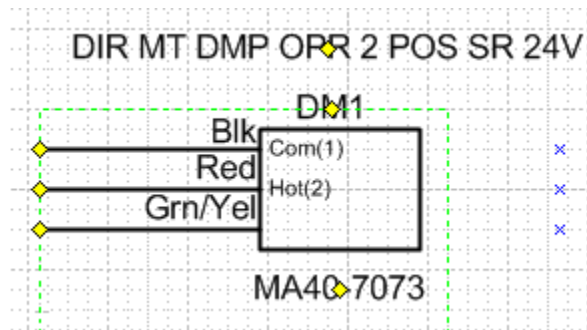 DIR MT DMP OPR 2 POS SR 24V
DM1
Blk
Com(1)
Red
Hot(2)
Grn/Yel
MA40-7073